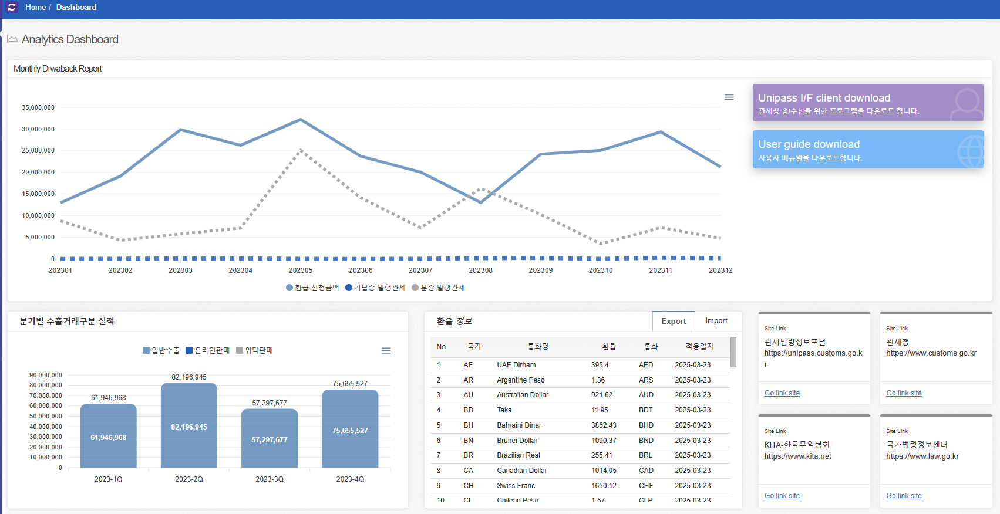 Home / Dashboard
Analytics Dashboard
Monthly Drwaback Report
35,000,000
30,000,000
25,000,000
20,000,000
15,000,000
10,000,000
5,000,000
0
202301 202302 202303 202304 202305 202306 202307 202308 202309 202310 202311 202312
환급 신청금액 기납증 발행관세 분증 발행관세
Unipass I/F client download
관세청 송/수신을 위한 프로그램을 다운로드 합니다.
User guide download
사용자 메뉴얼을 다운로드합니다.
분기별 수출거래구분 실적
일반수출 온라인판매 위탁판매
90,000,000
80,000,000
70,000,000
60,000,000
50,000,000
40,000,000
30,000,000
20,000,000
10,000,000
0
61,946,968 82,196,945 57,297,677 75,655,527
61,946,968 82,196,945 57,297,677 75,655,527
2023-1Q 2023-2Q 2023-3Q 2023-4Q
환율 정보 Export Import
No 국가 통화명 환율 통화 적용일자
1 AE UAE Dirham 395.4 AED 2025-03-23
2 AR Argentine Peso 1.36 ARS 2025-03-23
3 AU Australian Dollar 921.62 AUD 2025-03-23
4 BD Taka 11.95 BDT 2025-03-23
5 BH Bahraini Dinar 3852.43 BHD 2025-03-23
6 BN Brunei Dollar 1090.37 BND 2025-03-23
7 BR Brazilian Real 255.41 BRL 2025-03-23
8 CA Canadian Dollar 1014.05 CAD 2025-03-23
9 CH Swiss Franc 1650.12 CHF 2025-03-23
10 CL Chilean Peso 1.57 CLP 2025-03-23
Site Link
관세법령정보포털
https://unipass.customs.go.k
r
Go link site
Site Link
관세청
https://www.customs.go.kr
Go link site
Site Link
KITA-한국무역협회
https://www.kita.net
Go link site
Site Link
국가법령정보센터
https://www.law.go.kr
Go link site